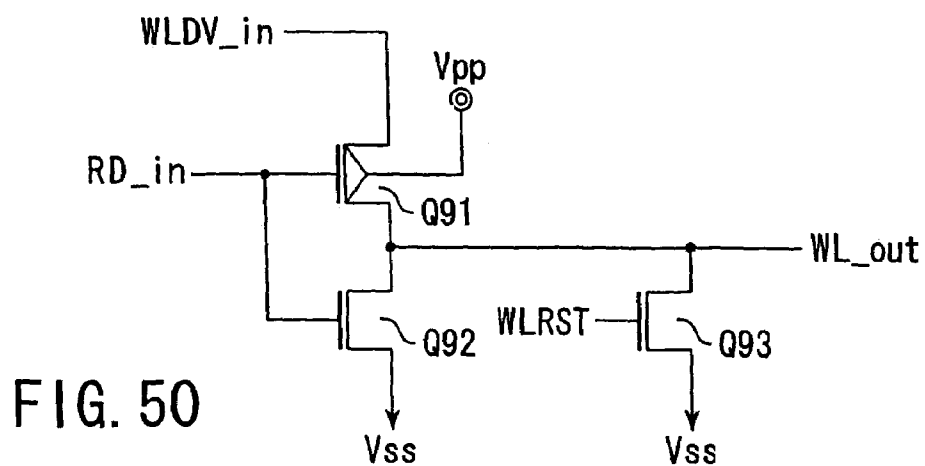 WLDV_in
Vpp
RD_in
Q91
WL_out
WLRST
Q92
Q93
FIG. 50
Vss
Vss